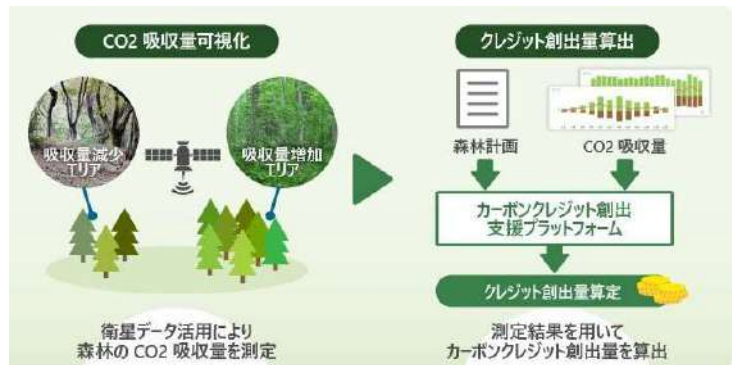 CO2 吸収量可視化
吸収量減少
エリア
吸収量増加
エリア
衛星データ活用により
森林の CO2 吸収量を測定
クレジット創出量算出
森林計画
CO2 吸収量
カーボンクレジット創出
支援プラットフォーム
クレジット創出量算定
測定結果を用いて
カーボンクレジット創出量を算出